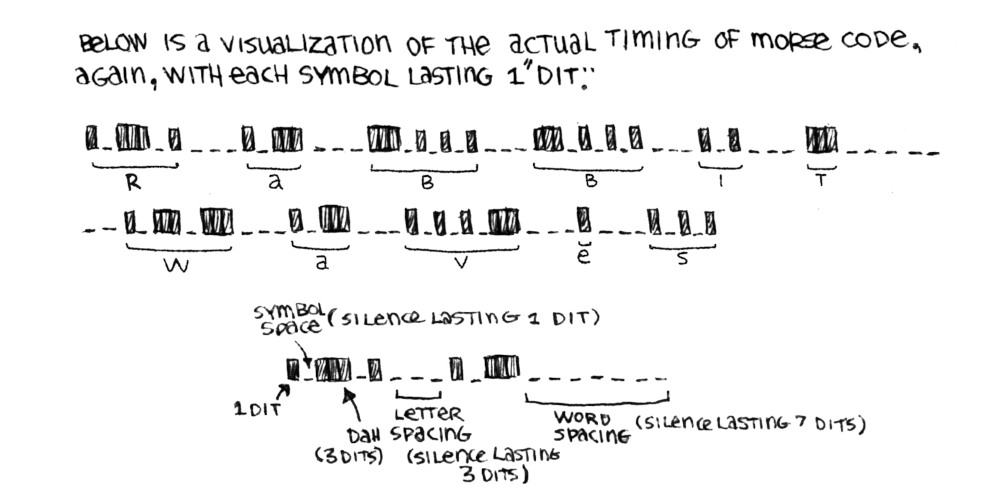 BELOW IS a VISUALIZATION OF THE aCTUAL TIMING OF MORSE CODE,
agaIn, WITH each SYMBOL LASTING 1 "DIT":
R a B B I T
W a V e S
SYMBOL
SPACE (SILENCE LASTING 1 DIT)
1 DIT
DaH
(3 DITS)
LETTER
SPACING
(SILENCE LASTING
3 DITS)
WORD
SPACING
(SILENCE LASTING 7 DITS)